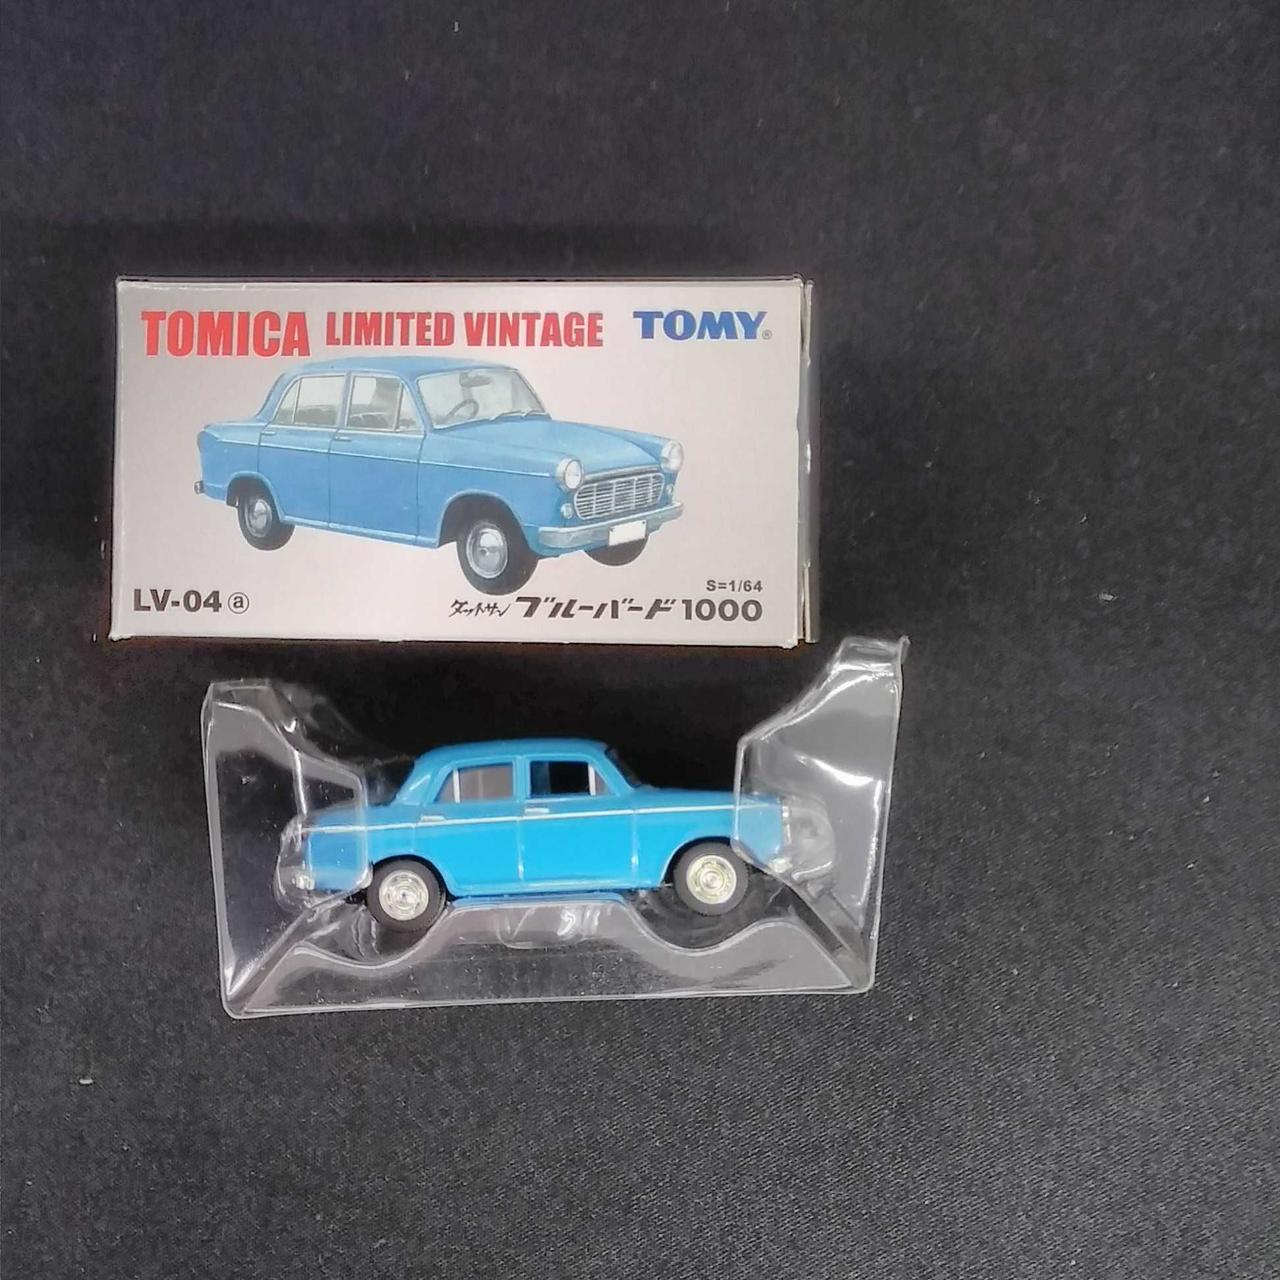 TOMICA LIMITED VINTAGE TOMY®
S=1/64
LV-04 ⓐ ダットサン ブルーバード 1000